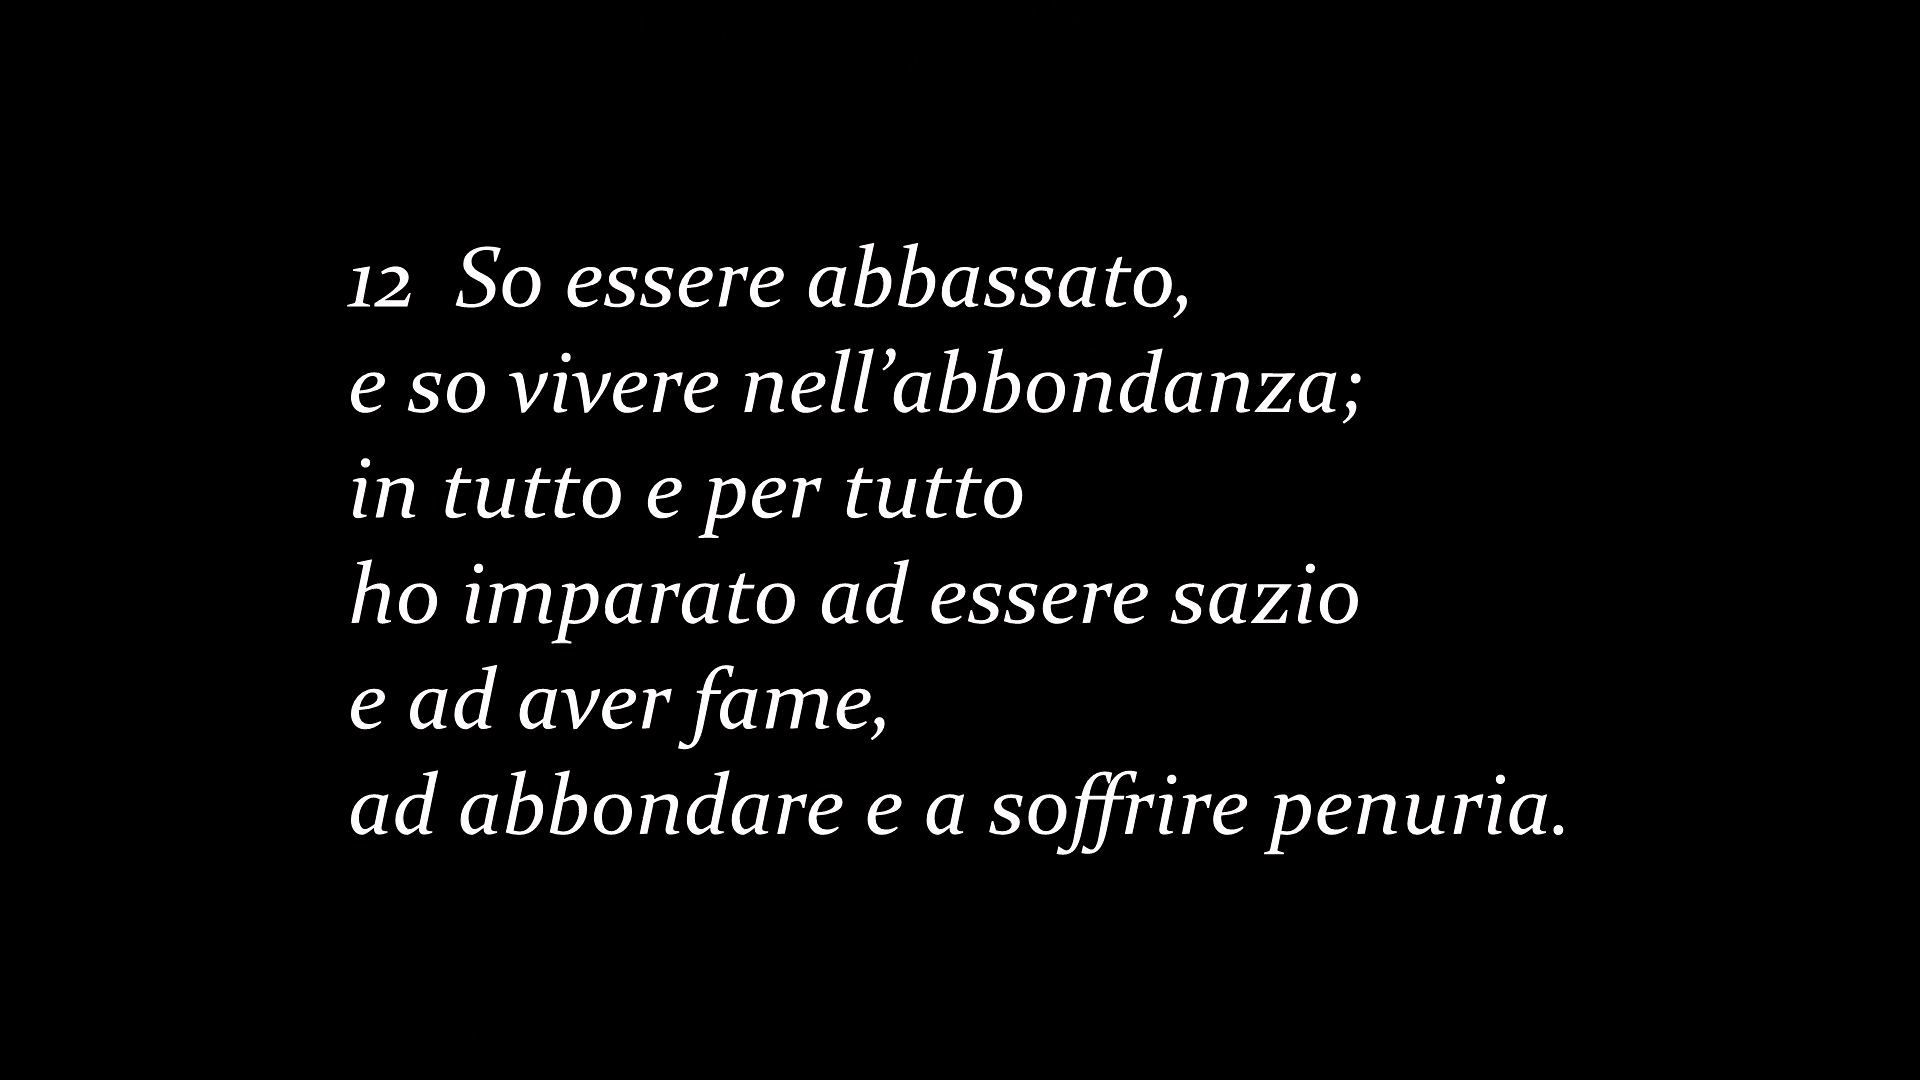 12  So essere abbassato,
e so vivere nell’abbondanza;
in tutto e per tutto
ho imparato ad essere sazio
e ad aver fame,
ad abbondare e a soffrire penuria.